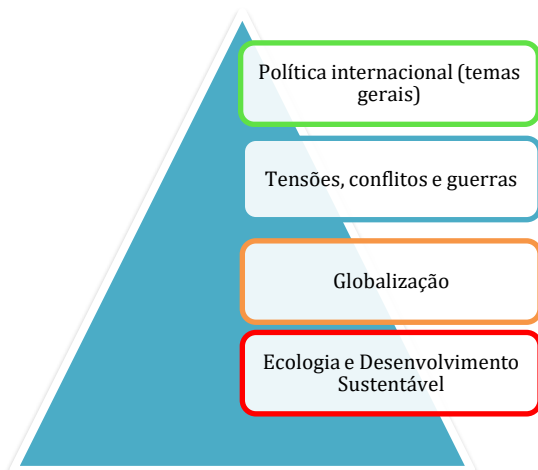 Política internacional (temas
gerais)
Tensões, conflitos e guerras
Globalização
Ecologia e Desenvolvimento
Sustentável